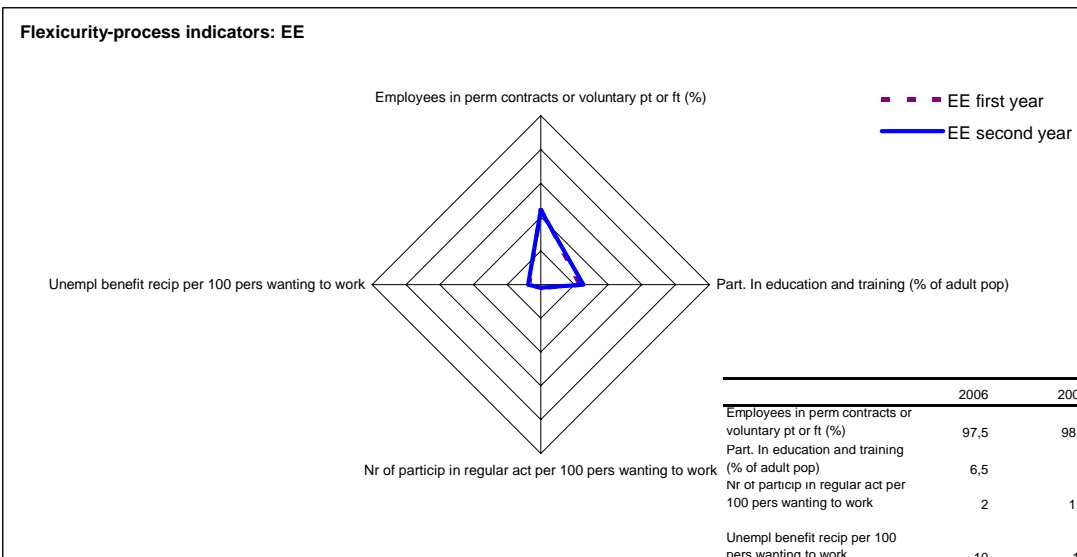 Flexicurity-process indicators: EE
Employees in perm contracts or voluntary pt or ft (%)
EE first year
EE second year
Unempl benefit recip per 100 pers wanting to work
Part. In education and training (% of adult pop)
Nr of particip in regular act per 100 pers wanting to work
2006
Employees in perm contracts or
voluntary pt or ft (%) 97,5
Part. In education and training
(% of adult pop) 6,5
Nr of particip in regular act per
100 pers wanting to work 2
Unempl benefit recip per 100
pers wanting to work 10